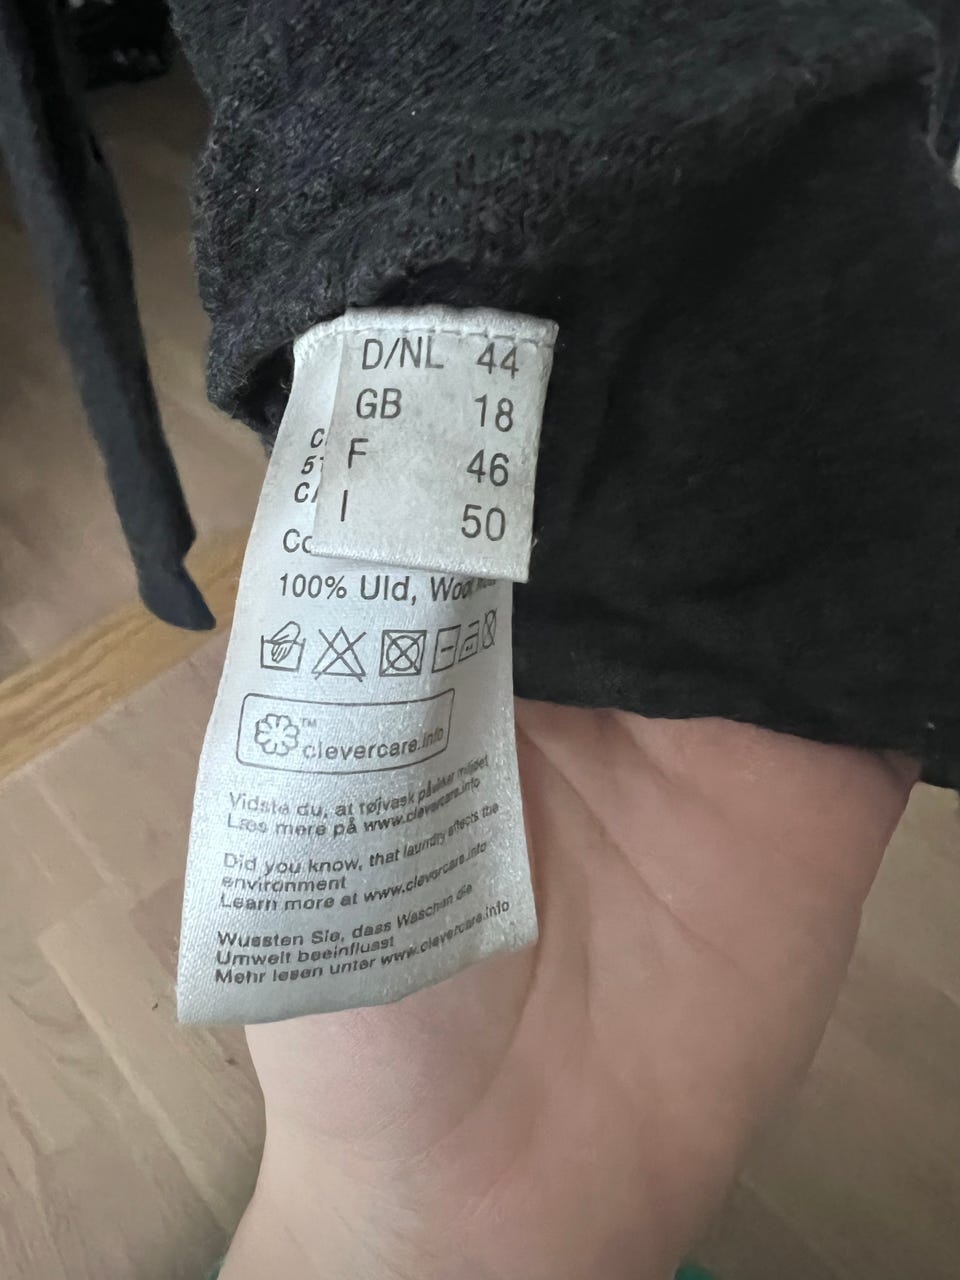 D/NL 44
GB 18
F 46
I 50
100% Uld, Wool
™
clevercare.info
Vidste du, at tøjvask påvirker miljøet
Læs mere på www.clevercare.info
Did you know, that laundry affects the
environment
Learn more at www.clevercare.info
Wussten Sie, dass Waschen die
Umwelt beeinflusst
Mehr lesen unter www.clevercare.info